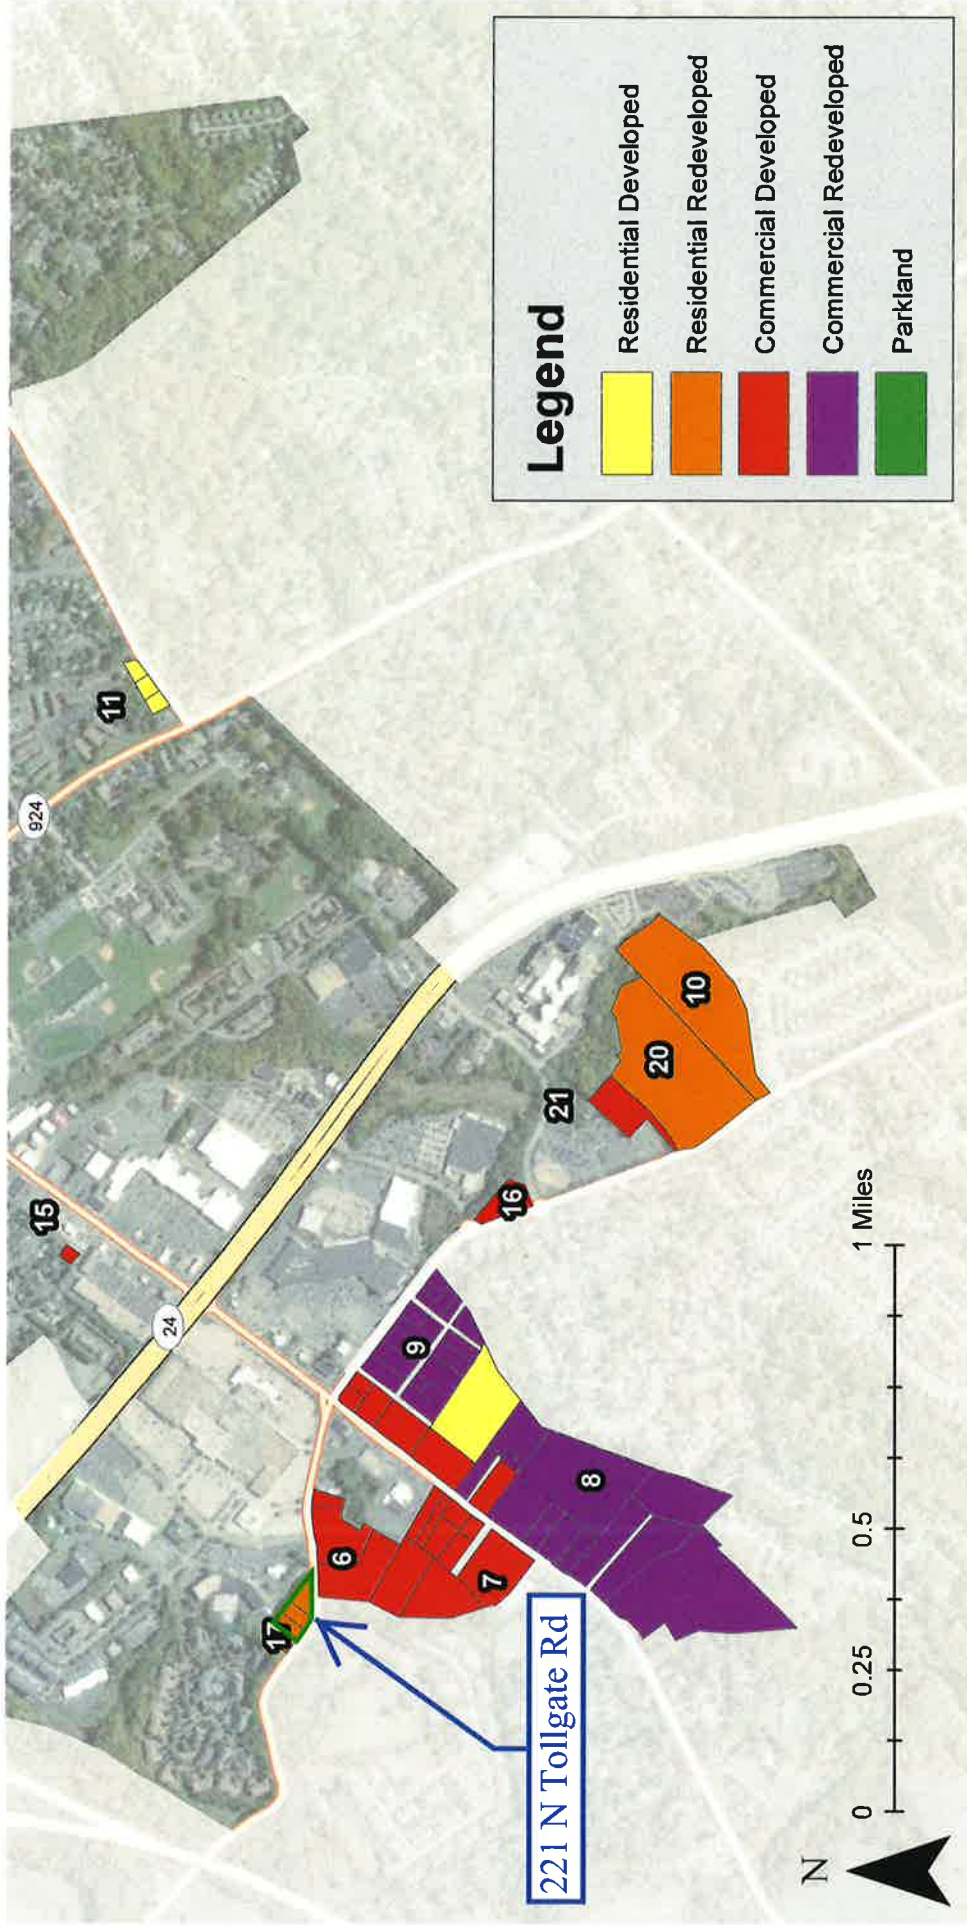 924
11
15
24
17
6
7
9
8
16
21
20
10
221 N Tollgate Rd
N
0
0.25
0.5
1 Miles
Legend
Residential Developed
Residential Redeveloped
Commercial Developed
Commercial Redeveloped
Parkland